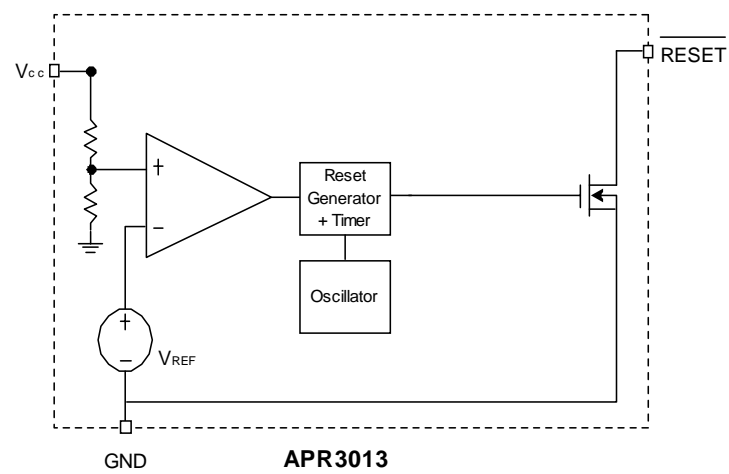 RESET
Vcc
+
−
Reset
Generator
+ Timer
Oscillator
+
−
VREF
GND
APR3013